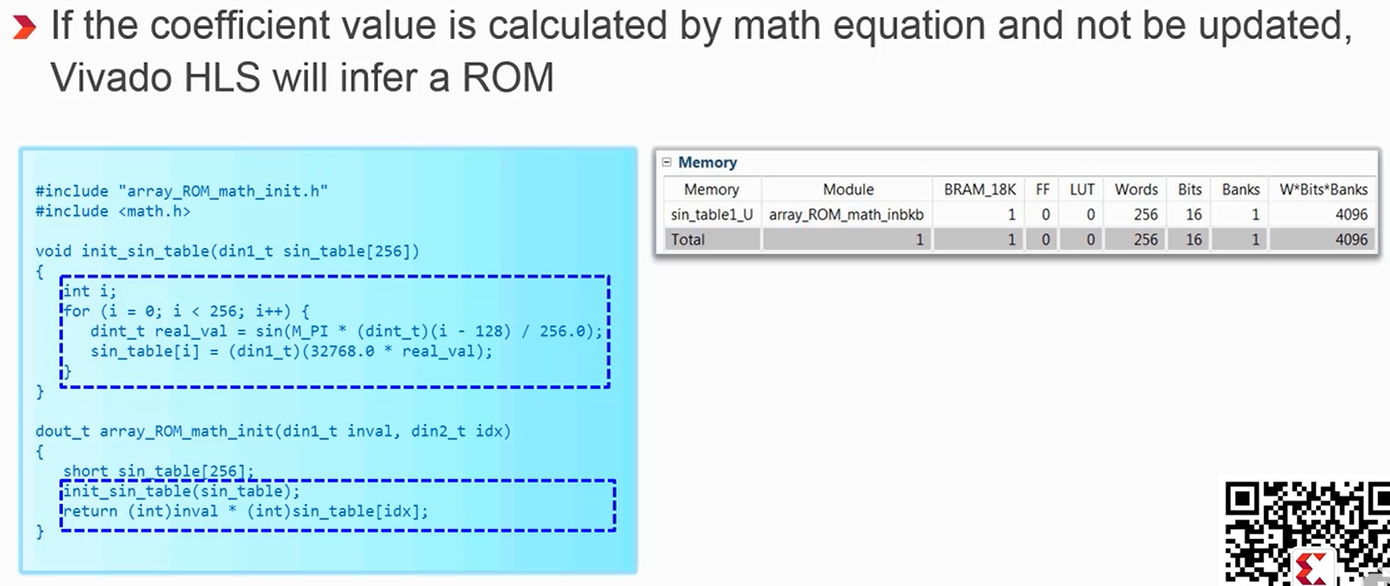 If the coefficient value is calculated by math equation and not be updated,
Vivado HLS will infer a ROM
#include "array_ROM_math_init.h"
#include <math.h>
void init_sin_table(din1_t sin_table[256])
{
int i;
for (i = 0; i < 256; i++) {
dint_t real_val = sin(M_PI * (dint_t)(i - 128) / 256.0);
sin_table[i] = (din1_t)(32768.0 * real_val);
}
}
dout_t array_ROM_math_init(din1_t inval, din2_t idx)
{
short sin_table[256];
init_sin_table(sin_table);
return (int)inval * (int)sin_table[idx];
}
Memory
Memory Module BRAM_18K FF LUT Words Bits Banks W*Bits*Banks
sin_table1_U array_ROM_math_inbkb 1 0 0 256 16 1 4096
Total 1 1 0 0 256 16 1 4096